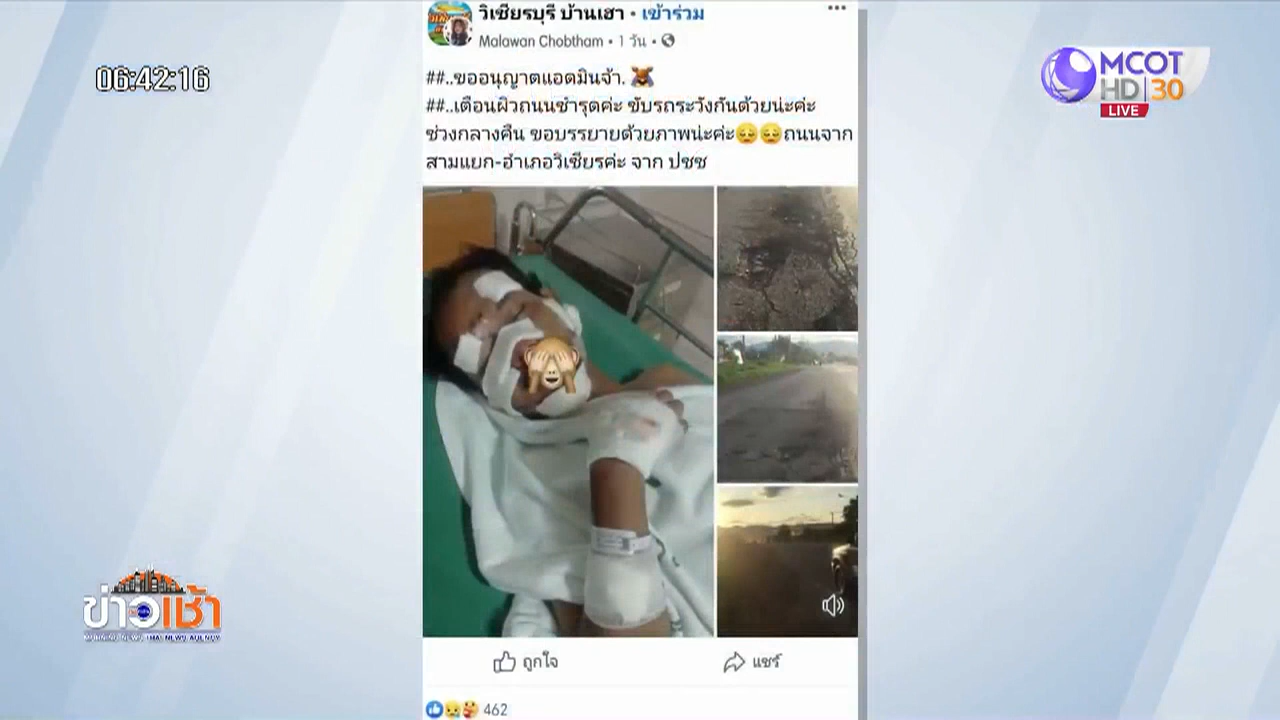 วิเชียรบุรี บ้านเฮา • เข้าร่วม
Malawan Chobtham • 1 วัน •
06:42:16
MCOT
HD 30
LIVE
##..ขออนุญาตแอดมินจ้า.
##..เตือนผิวถนนชำรุดค่ะ ขับรถระวังกันด้วยน่ะค่ะ
ช่วงกลางคืน ขอบรรยายด้วยภาพน่ะค่ะ😔😔ถนนจาก
สามแยก-อำเภอวิเชียรค่ะ จาก ปชช
ข่าวเช้า
MORNING NEWS THAI NEWS AGENCY
ถูกใจ
แชร์
462